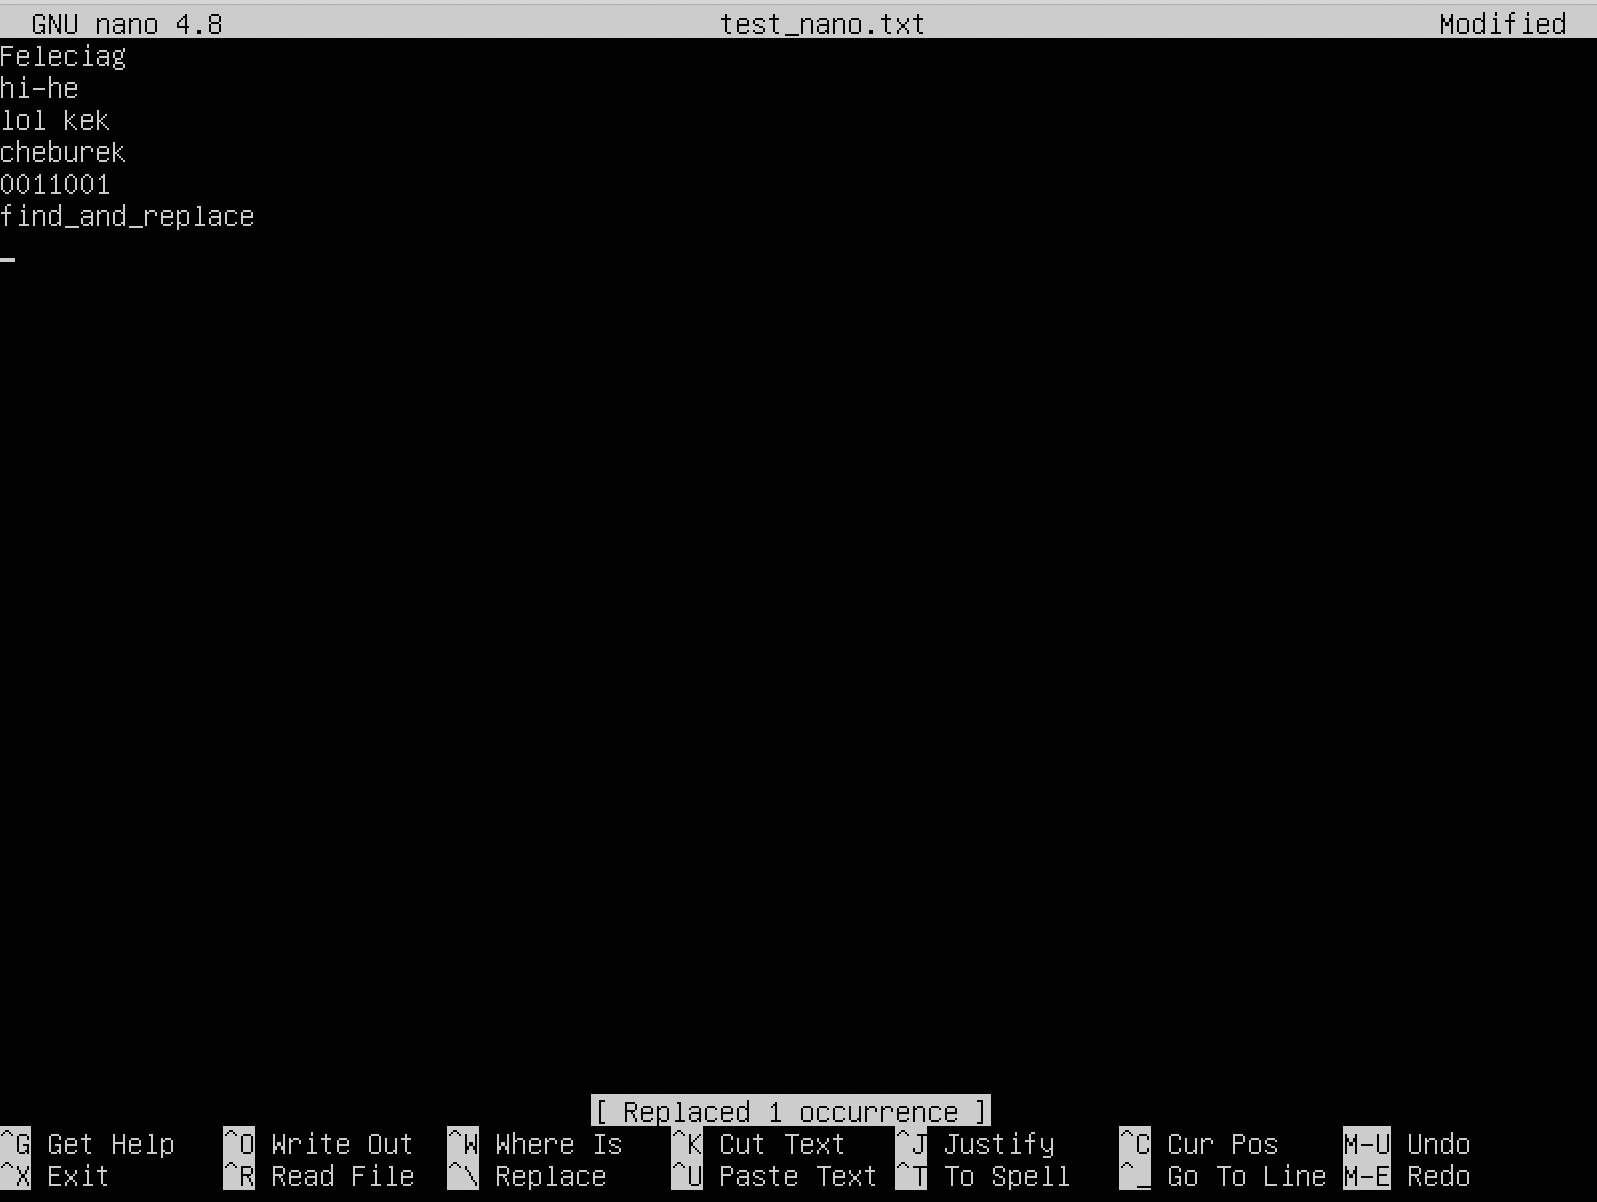 GNU nano 4.8 test_nano.txt Modified
Feleciag
hi-he
lol kek
cheburek
0011001
find_and_replace
[ Replaced 1 occurrence ]
^G Get Help ^O Write Out ^W Where Is ^K Cut Text ^J Justify ^C Cur Pos M-U Undo
^X Exit ^R Read File ^\ Replace ^U Paste Text ^T To Spell ^_ Go To Line M-E Redo